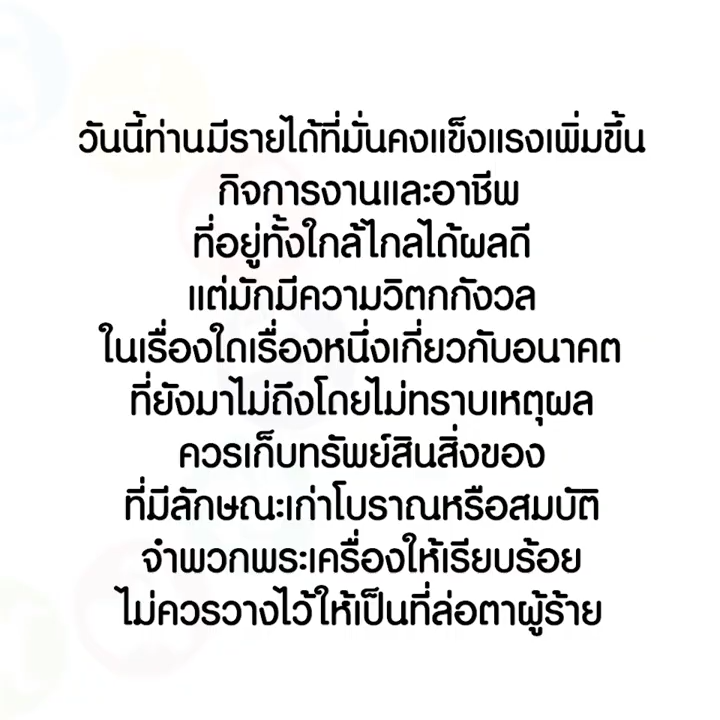 วันนี้ท่านมีรายได้ที่มั่นคงแข็งแรงเพิ่มขึ้น
กิจการงานและอาชีพ
ที่อยู่ทั้งใกล้ไกลได้ผลดี
แต่มักมีความวิตกกังวล
ในเรื่องใดเรื่องหนึ่งเกี่ยวกับอนาคต
ที่ยังมาไม่ถึงโดยไม่ทราบเหตุผล
ควรเก็บทรัพย์สินสิ่งของ
ที่มีลักษณะเก่าโบราณหรือสมบัติ
จำพวกพระเครื่องให้เรียบร้อย
ไม่ควรวางไว้ให้เป็นที่ล่อตาผู้ร้าย